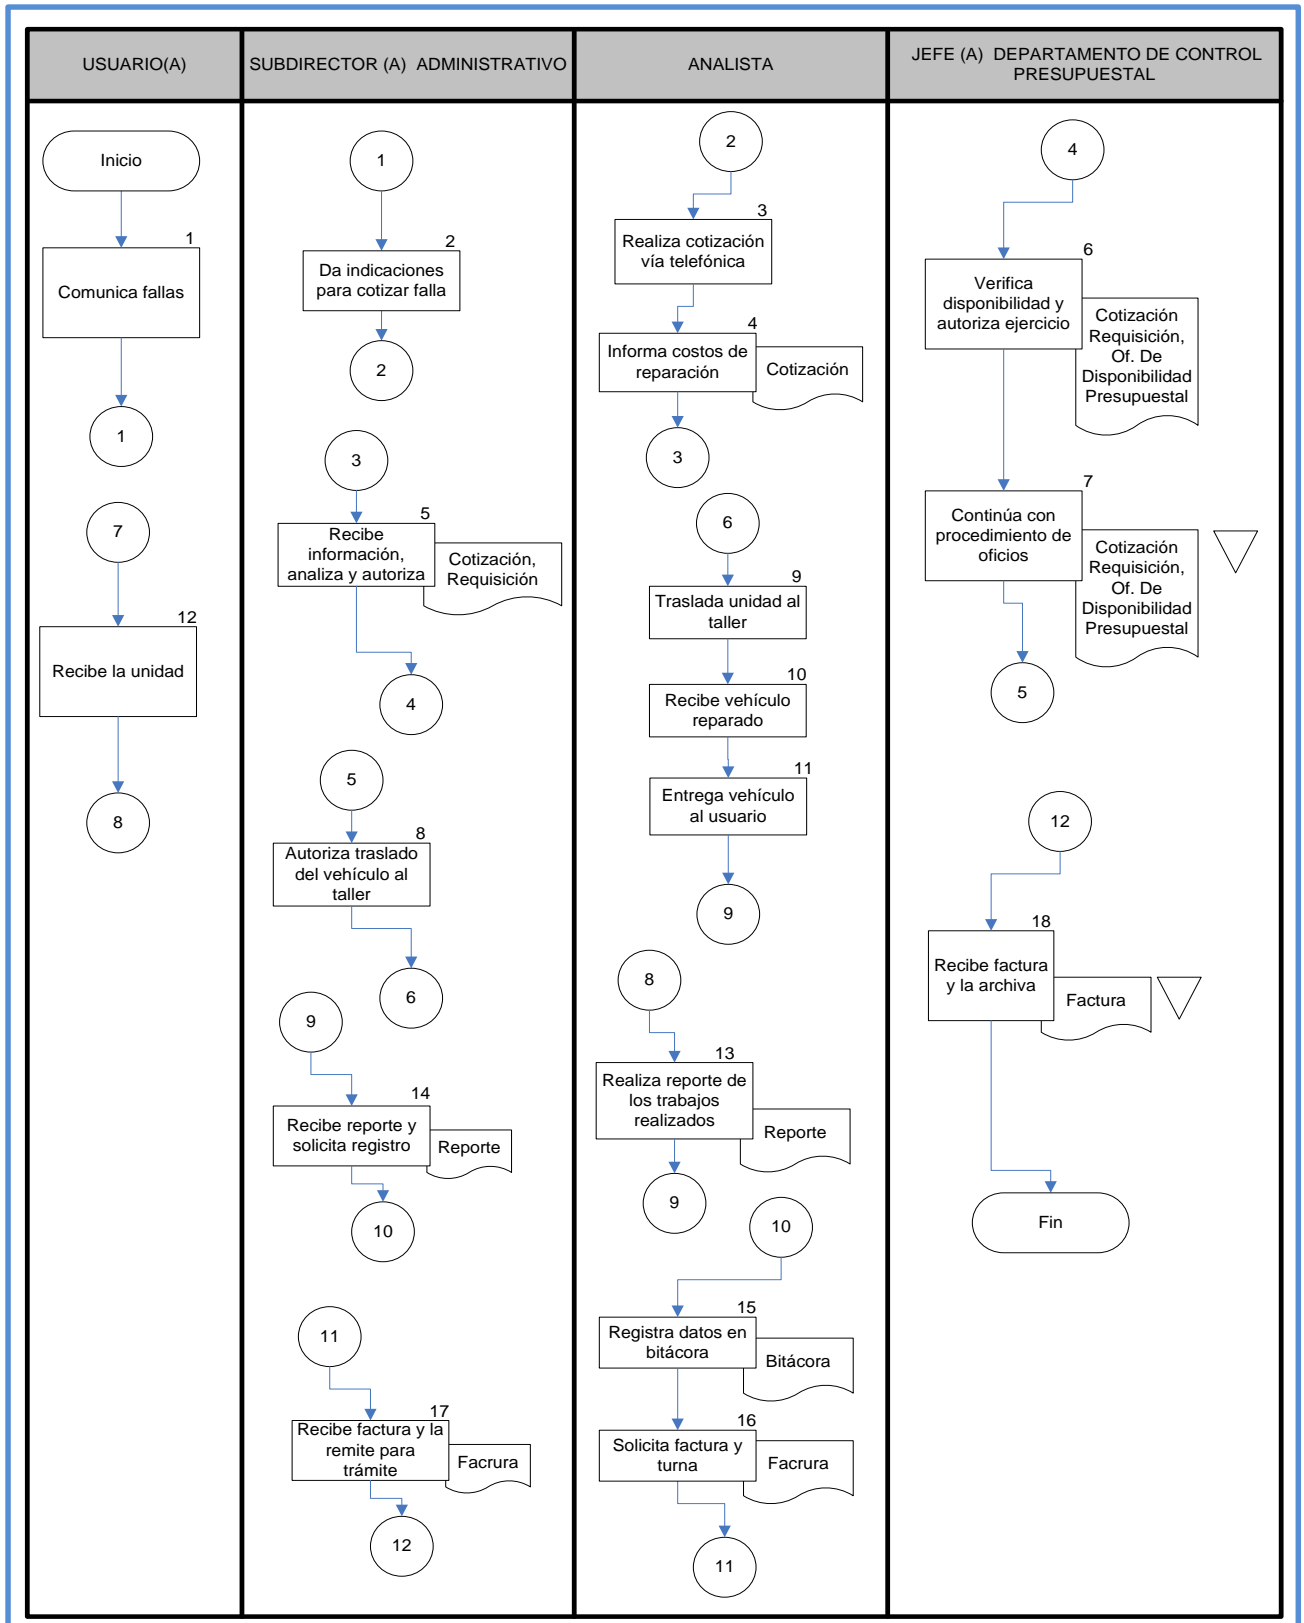 USUARIO(A)
SUBDIRECTOR (A)  ADMINISTRATIVO
ANALISTA
JEFE (A)  DEPARTAMENTO DE CONTROL
PRESUPUESTAL
Inicio
1
Comunica fallas
1
7
12
Recibe la unidad
8
1
2
Da indicaciones
para cotizar falla
2
3
5
Recibe
información,
analiza y autoriza
Cotización,
Requisición
4
5
8
Autoriza traslado
del vehículo al
taller
6
9
14
Recibe reporte y
solicita registro
Reporte
10
11
17
Recibe factura y la
remite para
trámite
Facrura
12
2
3
Realiza cotización
vía telefónica
4
Informa costos de
reparación
Cotización
3
6
9
Traslada unidad al
taller
10
Recibe vehículo
reparado
11
Entrega vehículo
al usuario
9
8
13
Realiza reporte de
los trabajos
realizados
Reporte
9
10
15
Registra datos en
bitácora
Bitácora
16
Solicita factura y
turna
Facrura
11
4
6
Verifica
disponibilidad y
autoriza ejercicio
Cotización
Requisición,
Of. De
Disponibilidad
Presupuestal
7
Continúa con
procedimiento de
oficios
Cotización
Requisición,
Of. De
Disponibilidad
Presupuestal
5
12
18
Recibe factura
y la archiva
Factura
Fin